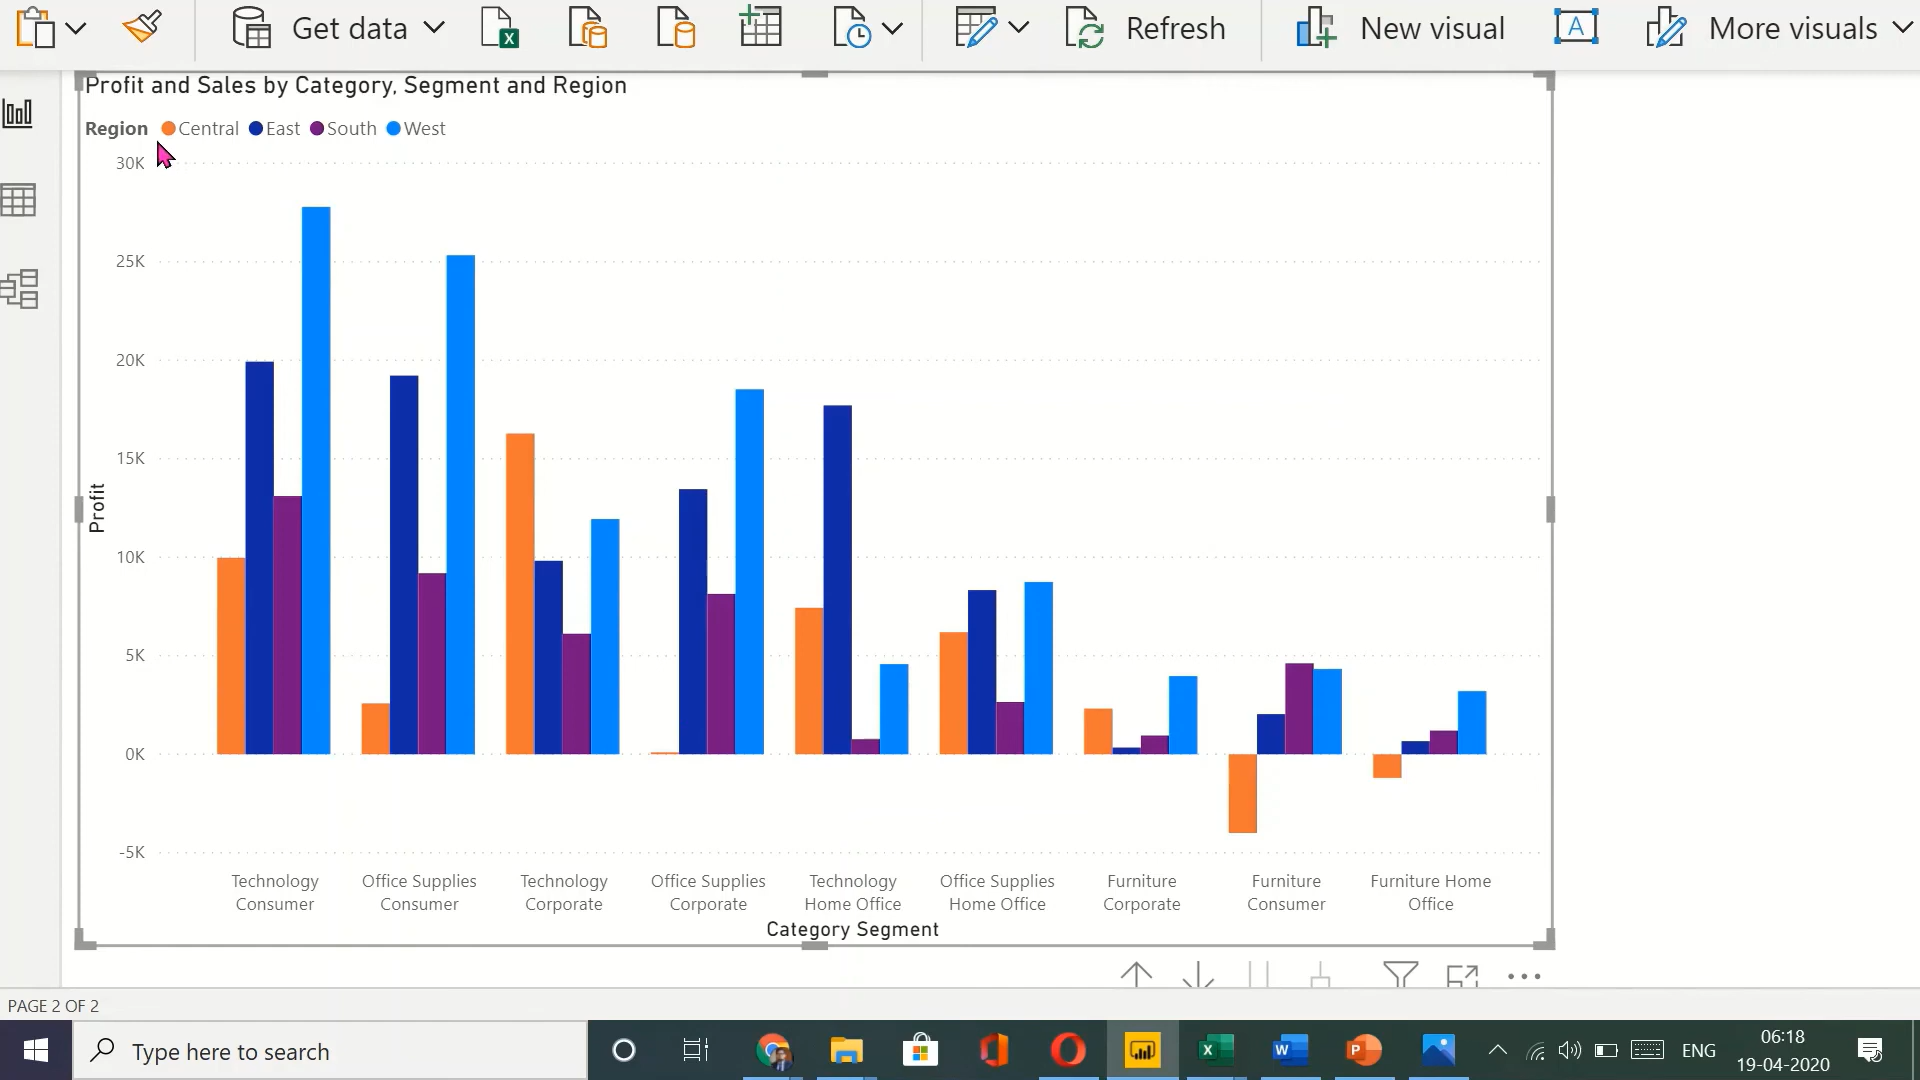 Get data
Refresh
New visual
A
More visuals
Profit and Sales by Category, Segment and Region
Region Central East South West
30K
25K
20K
15K
10K
5K
0K
-5K
Profit
Technology Consumer
Office Supplies Consumer
Technology Corporate
Office Supplies Corporate
Technology Home Office
Office Supplies Home Office
Furniture Corporate
Furniture Consumer
Furniture Home Office
Category Segment
PAGE 2 OF 2
Type here to search
ENG
06:18
19-04-2020